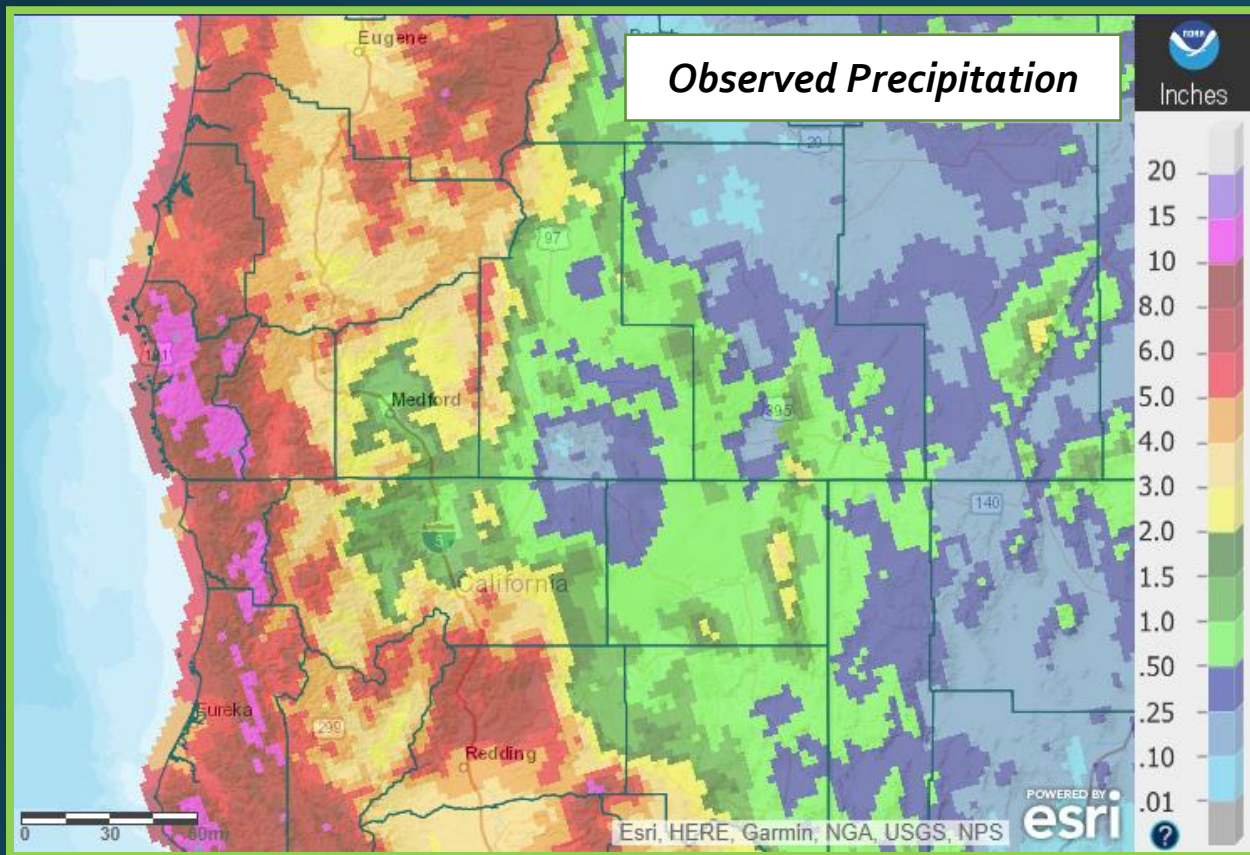 Eugene
Observed Precipitation
NOAA
Inches
20
20
97
15
10
8.0
6.0
5.0
4.0
3.0
2.0
1.5
1.0
.50
.25
.10
.01
Medford
395
140
5
California
Eureka
299
Redding
0 30 60mi
Esri, HERE, Garmin, NGA, USGS, NPS
POWERED BY
esri
?